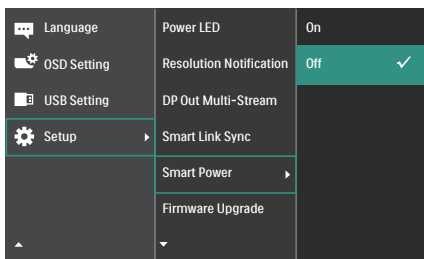 Language
OSD Setting
USB Setting
Setup
Power LED
Resolution Notification
DP Out Multi-Stream
Smart Link Sync
Smart Power
Firmware Upgrade
On
Off